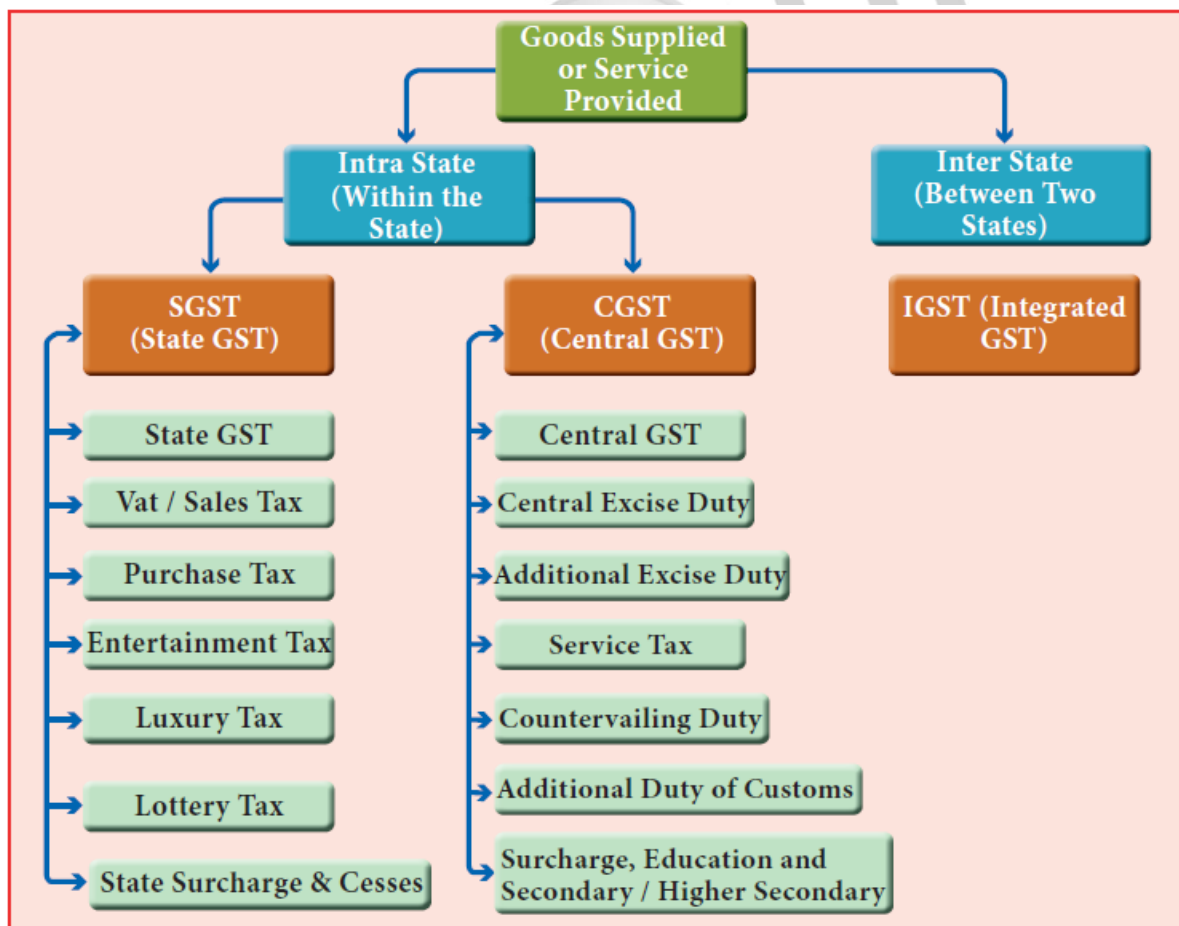 Goods Supplied
or Service
Provided
Intra State
(Within the
State)
Inter State
(Between Two
States)
SGST
(State GST)
CGST
(Central GST)
IGST (Integrated
GST)
State GST
Vat / Sales Tax
Purchase Tax
Entertainment Tax
Luxury Tax
Lottery Tax
State Surcharge & Cesses
Central GST
Central Excise Duty
Additional Excise Duty
Service Tax
Countervailing Duty
Additional Duty of Customs
Surcharge, Education and
Secondary / Higher Secondary